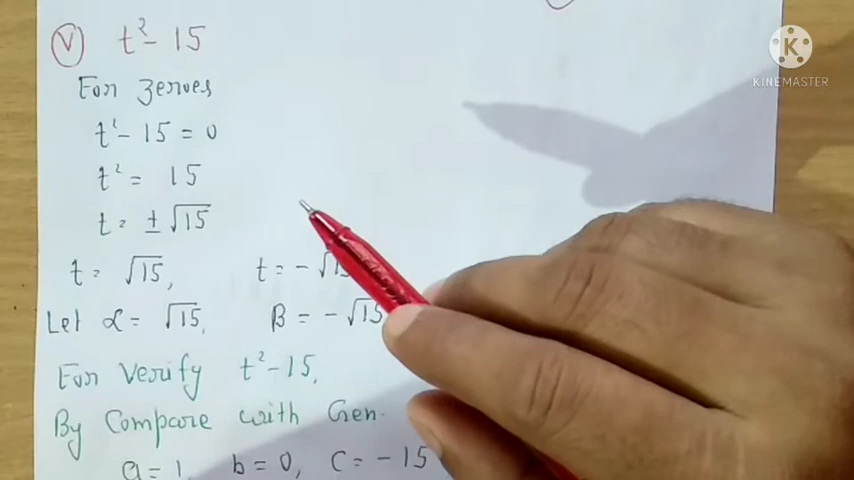 K
KINEMASTER
(V) t² - 15
For zeroes
t² - 15 = 0
t² = 15
t = ± √15
t = √15, t = - √15
Let α = √15, β = - √15
For Verify t² - 15,
By Compare with Gen.
a = 1, b = 0, c = - 15